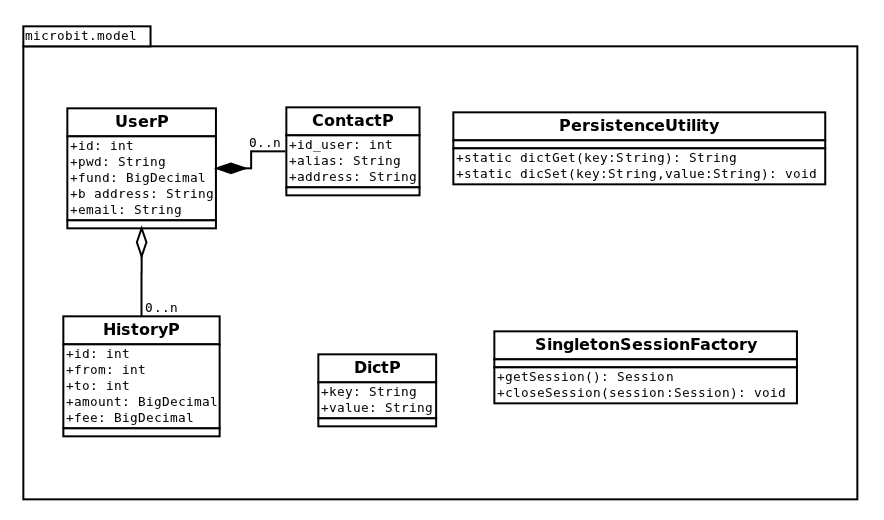 microbit.model
UserP
+id: int
+pwd: String
+fund: BigDecimal
+b address: String
+email: String
0..n
ContactP
+id_user: int
+alias: String
+address: String
PersistenceUtility
+static dictGet(key:String): String
+static dicSet(key:String,value:String): void
0..n
HistoryP
+id: int
+from: int
+to: int
+amount: BigDecimal
+fee: BigDecimal
DictP
+key: String
+value: String
SingletonSessionFactory
+getSession(): Session
+closeSession(session:Session): void